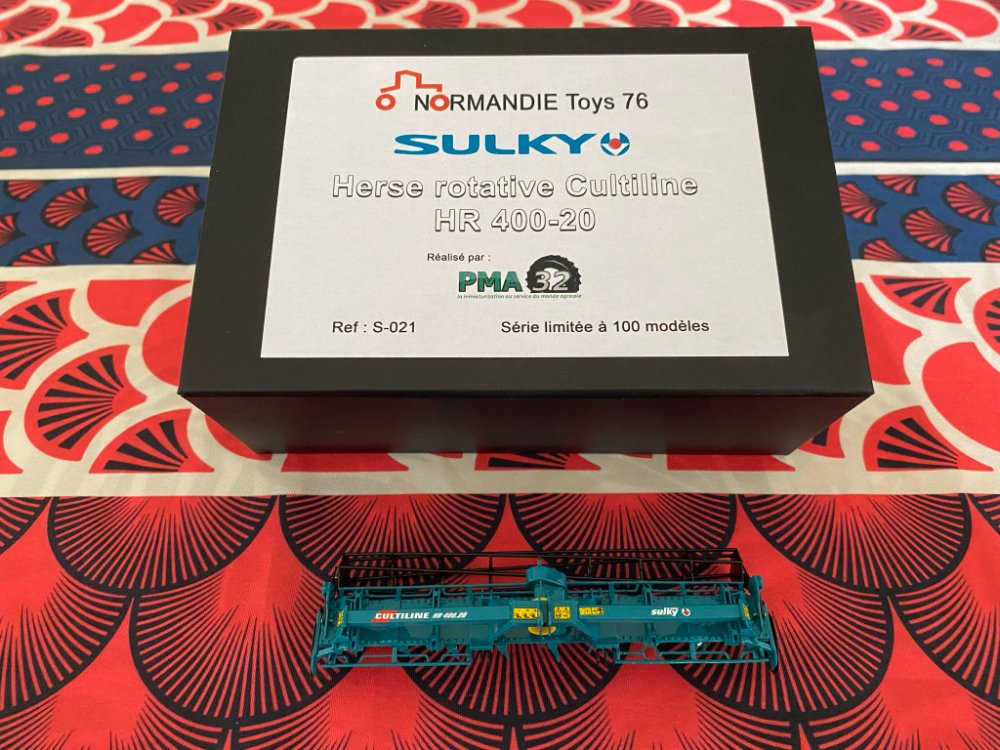 NORMANDIE Toys 76
SULKY
Herse rotative Cultiline
HR 400-20
Réalisé par :
PMA 32
la miniaturisation au service du monde agricole
Ref : S-021
Série limitée à 100 modèles
CULTILINE HR 400.20
sulky